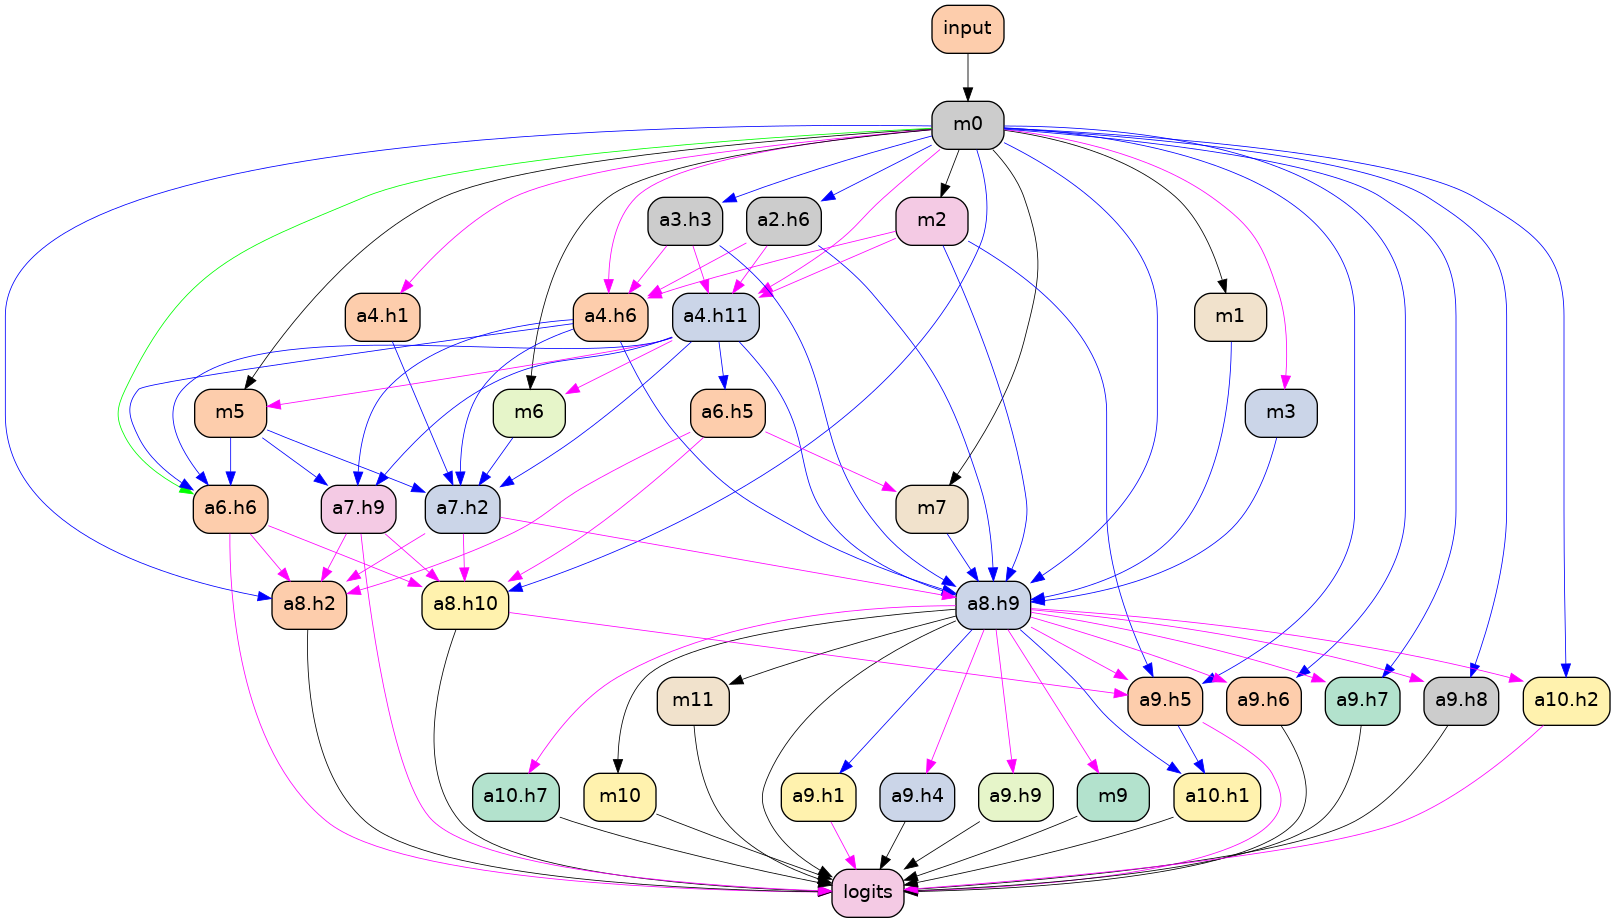 input
m0
a3.h3 a2.h6 m2
a4.h1 a4.h6 a4.h11 m1
m5 m6 a6.h5 m3
a6.h6 a7.h9 a7.h2 m7
a8.h2 a8.h10 a8.h9
m11 a9.h5 a9.h6 a9.h7 a9.h8 a10.h2
a10.h7 m10 a9.h1 a9.h4 a9.h9 m9 a10.h1
logits